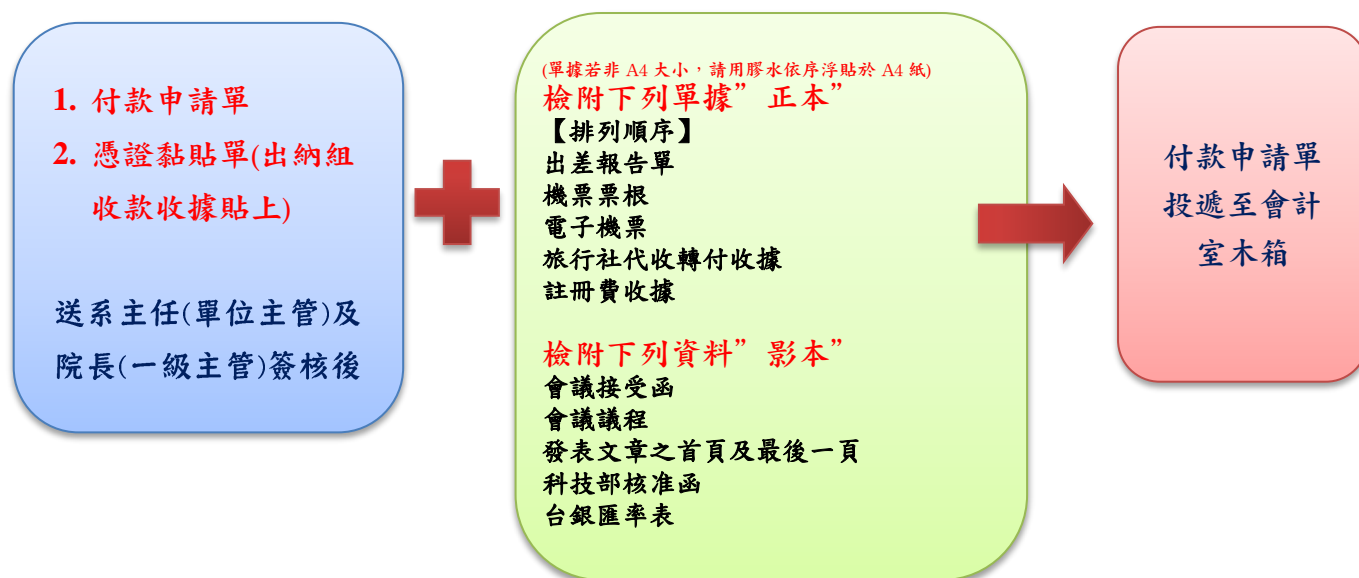 1. 付款申請單
2. 憑證黏貼單(出納組
收款收據貼上)
送系主任(單位主管)及
院長(一級主管)簽核後
(單據若非 A4 大小，請用膠水依序浮貼於 A4 紙)
檢附下列單據”正本”
【排列順序】
出差報告單
機票票根
電子機票
旅行社代收轉付收據
註冊費收據
檢附下列資料”影本”
會議接受函
會議議程
發表文章之首頁及最後一頁
科技部核准函
台銀匯率表
付款申請單
投遞至會計
室木箱